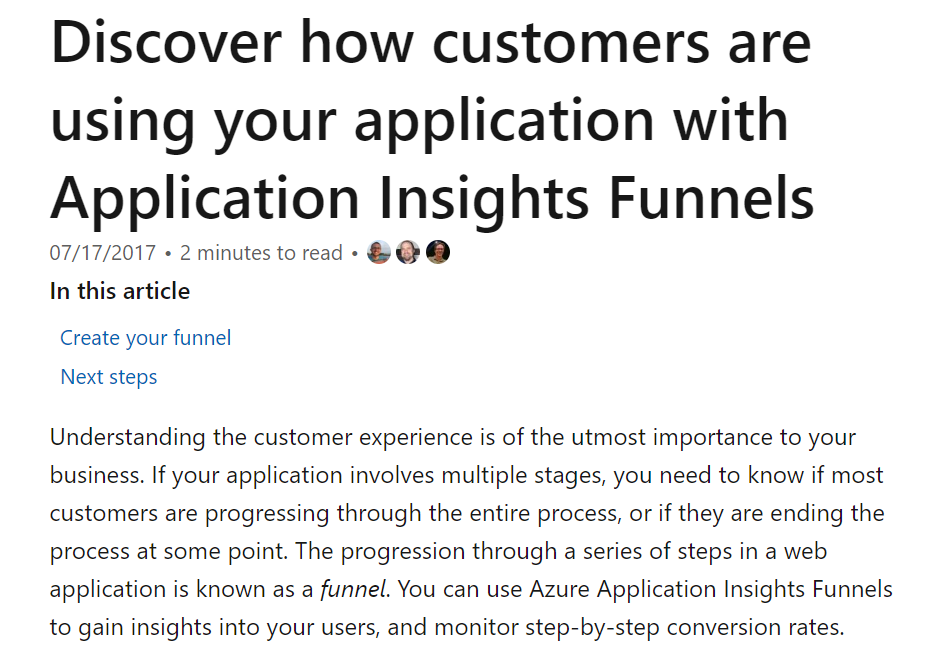 Discover how customers are
using your application with
Application Insights Funnels
07/17/2017 • 2 minutes to read •
In this article
Create your funnel
Next steps
Understanding the customer experience is of the utmost importance to your
business. If your application involves multiple stages, you need to know if most
customers are progressing through the entire process, or if they are ending the
process at some point. The progression through a series of steps in a web
application is known as a funnel. You can use Azure Application Insights Funnels
to gain insights into your users, and monitor step-by-step conversion rates.